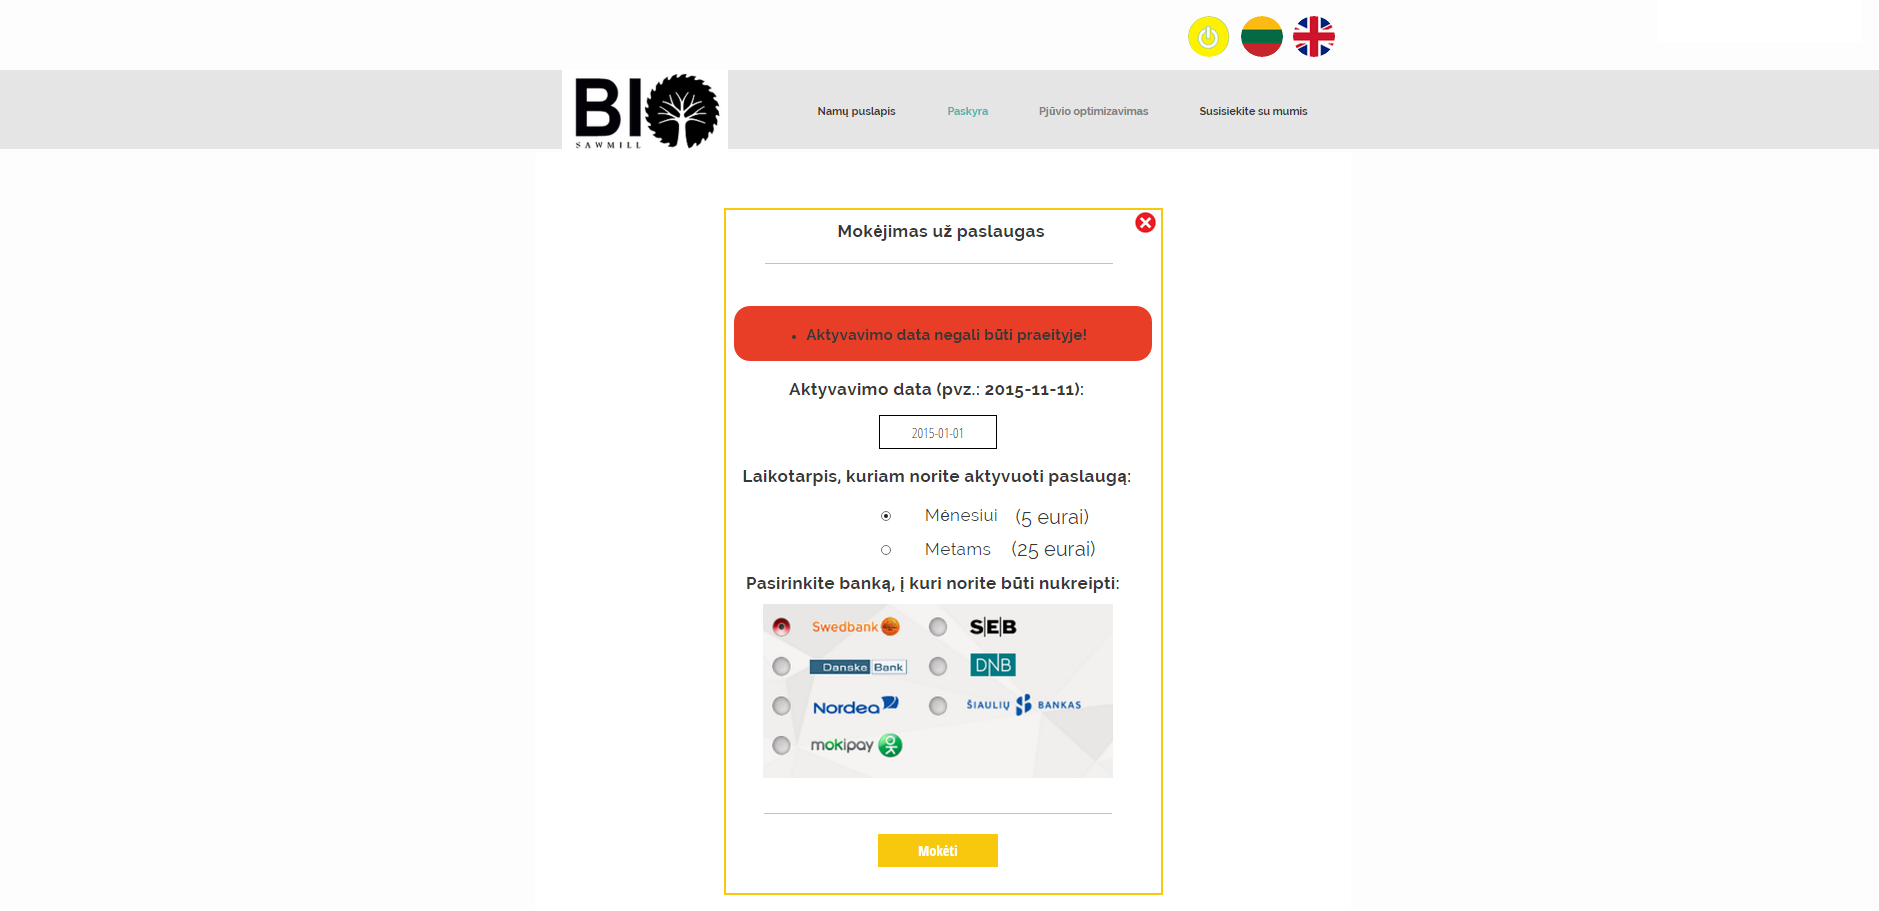 BIO
SAWMILL
Namų puslapis
Paskyra
Pjūvio optimizavimas
Susisiekite su mumis
Mokėjimas už paslaugas
• Aktyvavimo data negali būti praeityje!
Aktyvavimo data (pvz.: 2015-11-11):
2015-01-01
Laikotarpis, kuriam norite aktyvuoti paslaugą:
Mėnesiui (5 eurai)
Metams (25 eurai)
Pasirinkite banką, į kuri norite būti nukreipti:
Swedbank SEB
Danske Bank DNB
Nordea ŠIAULIŲ BANKAS
mokipay ok
Mokėti